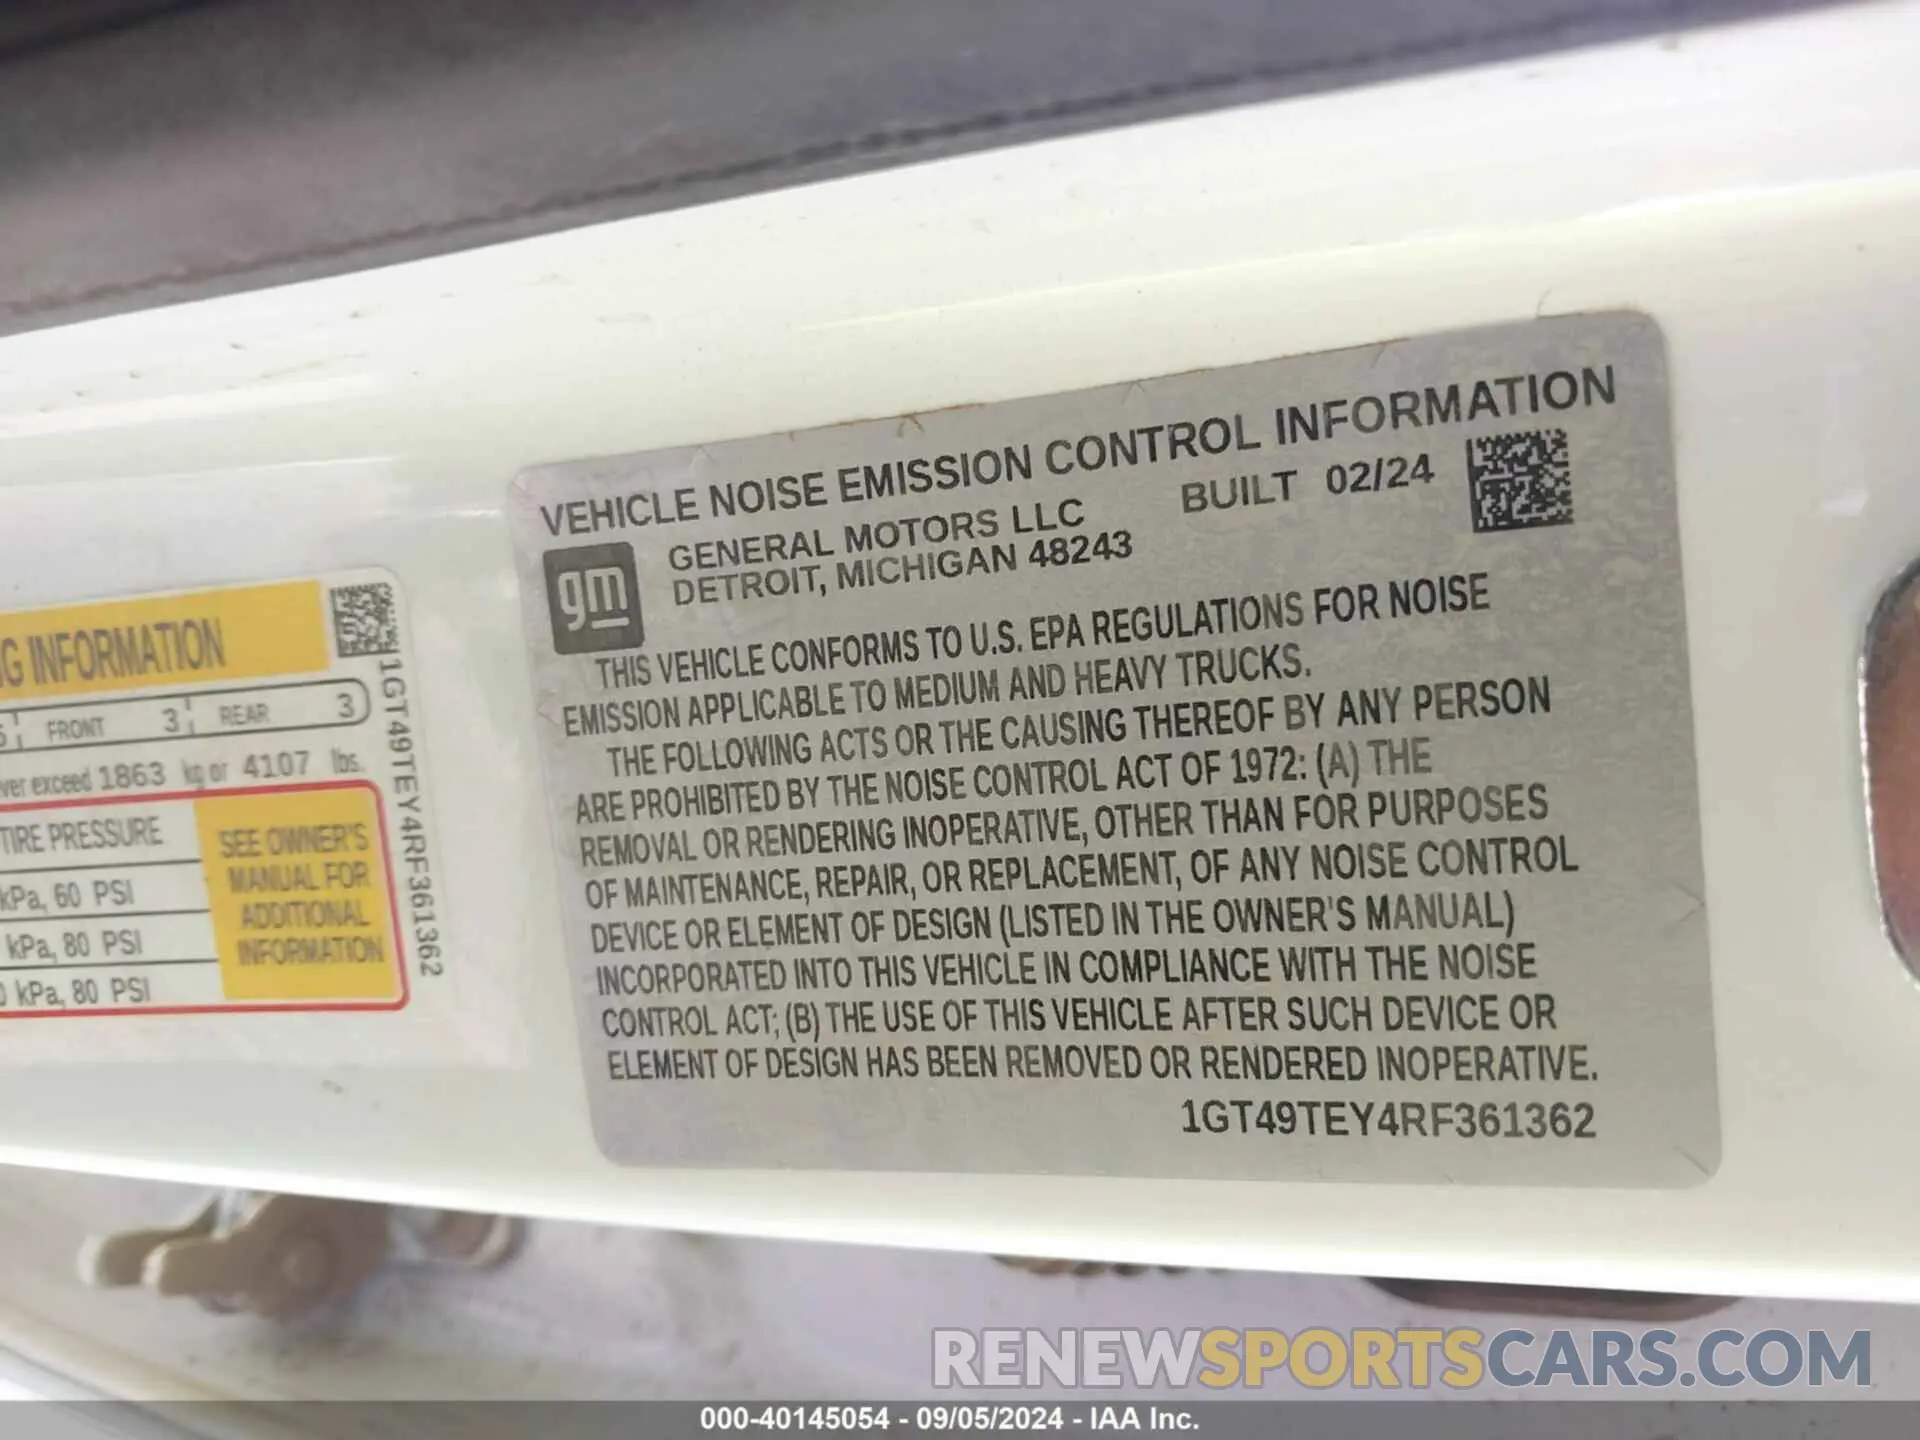 VEHICLE NOISE EMISSION CONTROL INFORMATION
gm
GENERAL MOTORS LLC BUILT 02/24
DETROIT, MICHIGAN 48243
THIS VEHICLE CONFORMS TO U.S. EPA REGULATIONS FOR NOISE
EMISSION APPLICABLE TO MEDIUM AND HEAVY TRUCKS.
THE FOLLOWING ACTS OR THE CAUSING THEREOF BY ANY PERSON
ARE PROHIBITED BY THE NOISE CONTROL ACT OF 1972: (A) THE
REMOVAL OR RENDERING INOPERATIVE, OTHER THAN FOR PURPOSES
OF MAINTENANCE, REPAIR, OR REPLACEMENT, OF ANY NOISE CONTROL
DEVICE OR ELEMENT OF DESIGN (LISTED IN THE OWNER'S MANUAL)
INCORPORATED INTO THIS VEHICLE IN COMPLIANCE WITH THE NOISE
CONTROL ACT; (B) THE USE OF THIS VEHICLE AFTER SUCH DEVICE OR
ELEMENT OF DESIGN HAS BEEN REMOVED OR RENDERED INOPERATIVE.
1GT49TEY4RF361362
G INFORMATION
FRONT 3 REAR 3
ver exceed 1863 kg or 4107 lbs.
TIRE PRESSURE
kPa, 60 PSI
kPa, 80 PSI
0 kPa, 80 PSI
SEE OWNER'S
MANUAL FOR
ADDITIONAL
INFORMATION
1GT49TEY4RF361362
RENEWSPORTSCARS.COM
000-40145054 - 09/05/2024 - IAA Inc.